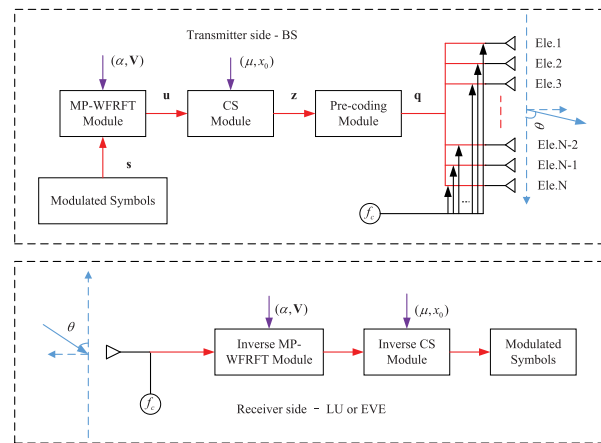 Transmitter side - BS
(α, V)
(μ, x₀)
MP-WFRFT
Module
u
CS
Module
z
Pre-coding
Module
q
s
Modulated Symbols
Ele.1
Ele.2
Ele.3
θ
Ele.N-2
Ele.N-1
Ele.N
...
f_c
θ
(α, V)
(μ, x₀)
Inverse MP-
WFRFT Module
Inverse CS
Module
Modulated
Symbols
f_c
Receiver side - LU or EVE